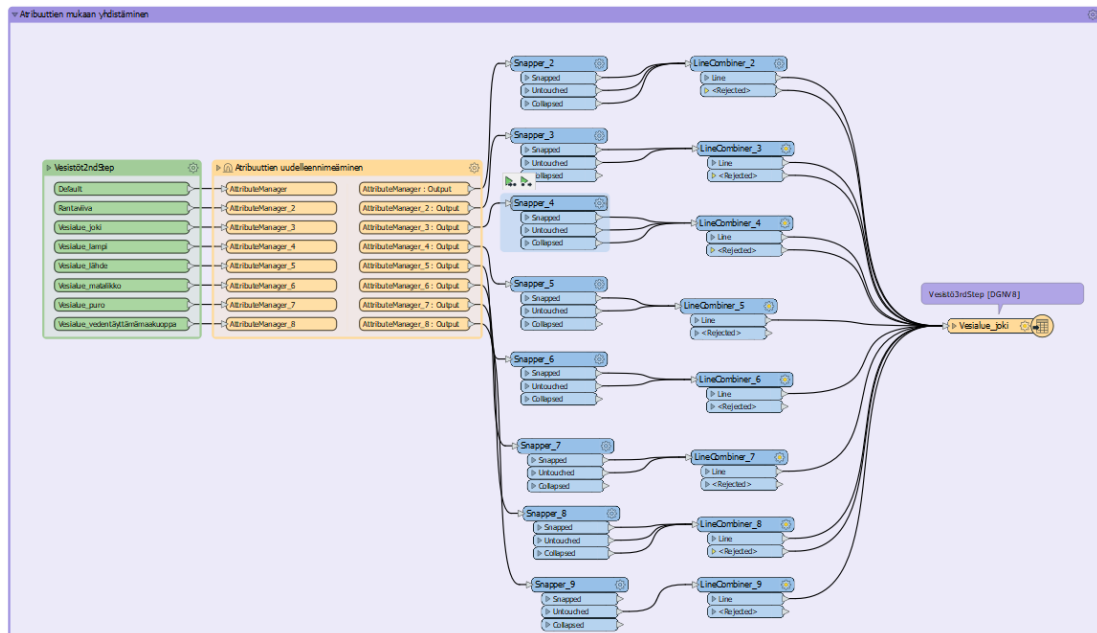 Atribuuttien mukaan yhdistäminen
Vesistöt2ndStep
Default
Rantaviiva
Vesialue_joki
Vesialue_lampi
Vesialue_lähde
Vesialue_matalikko
Vesialue_puro
Vesialue_vedentäyttämämaakuoppa
Atribuuttien uudelleennimeäminen
AttributeManager
AttributeManager : Output
AttributeManager_2
AttributeManager_2 : Output
AttributeManager_3
AttributeManager_3 : Output
AttributeManager_4
AttributeManager_4 : Output
AttributeManager_5
AttributeManager_5 : Output
AttributeManager_6
AttributeManager_6 : Output
AttributeManager_7
AttributeManager_7 : Output
AttributeManager_8
AttributeManager_8 : Output
Snapper_2
Snapped
Untouched
Collapsed
LineCombiner_2
Line
<Rejected>
Snapper_3
Snapped
Untouched
Collapsed
LineCombiner_3
Line
<Rejected>
Snapper_4
Snapped
Untouched
Collapsed
LineCombiner_4
Line
<Rejected>
Snapper_5
Snapped
Untouched
Collapsed
LineCombiner_5
Line
<Rejected>
Snapper_6
Snapped
Untouched
Collapsed
LineCombiner_6
Line
<Rejected>
Snapper_7
Snapped
Untouched
Collapsed
LineCombiner_7
Line
<Rejected>
Snapper_8
Snapped
Untouched
Collapsed
LineCombiner_8
Line
<Rejected>
Snapper_9
Snapped
Untouched
Collapsed
LineCombiner_9
Line
<Rejected>
Vesistö3rdStep [DGNV8]
Vesialue_joki